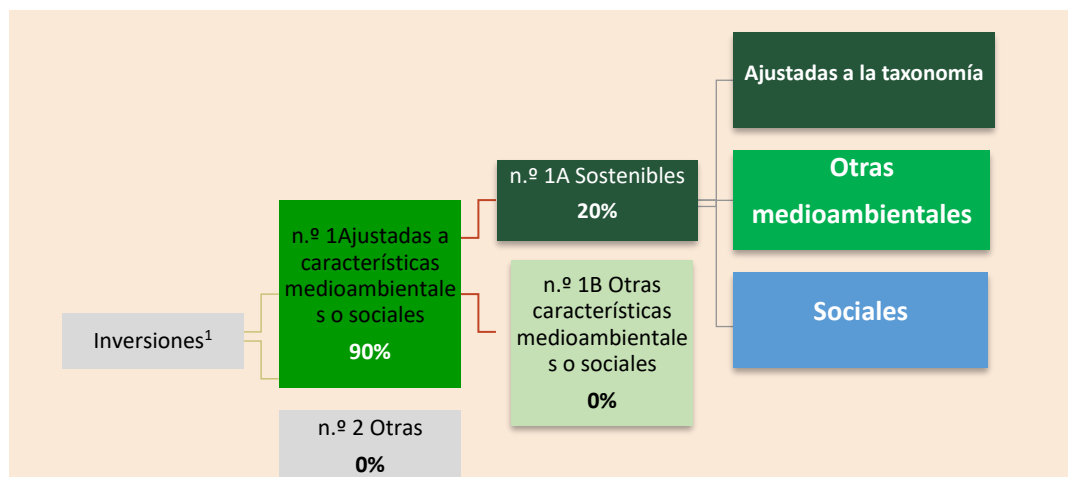 Inversiones¹
n.º 1Ajustadas a
características
medioambientale
s o sociales
90%
n.º 2 Otras
0%
n.º 1A Sostenibles
20%
n.º 1B Otras
características
medioambientale
s o sociales
0%
Ajustadas a la taxonomía
Otras
medioambientales
Sociales